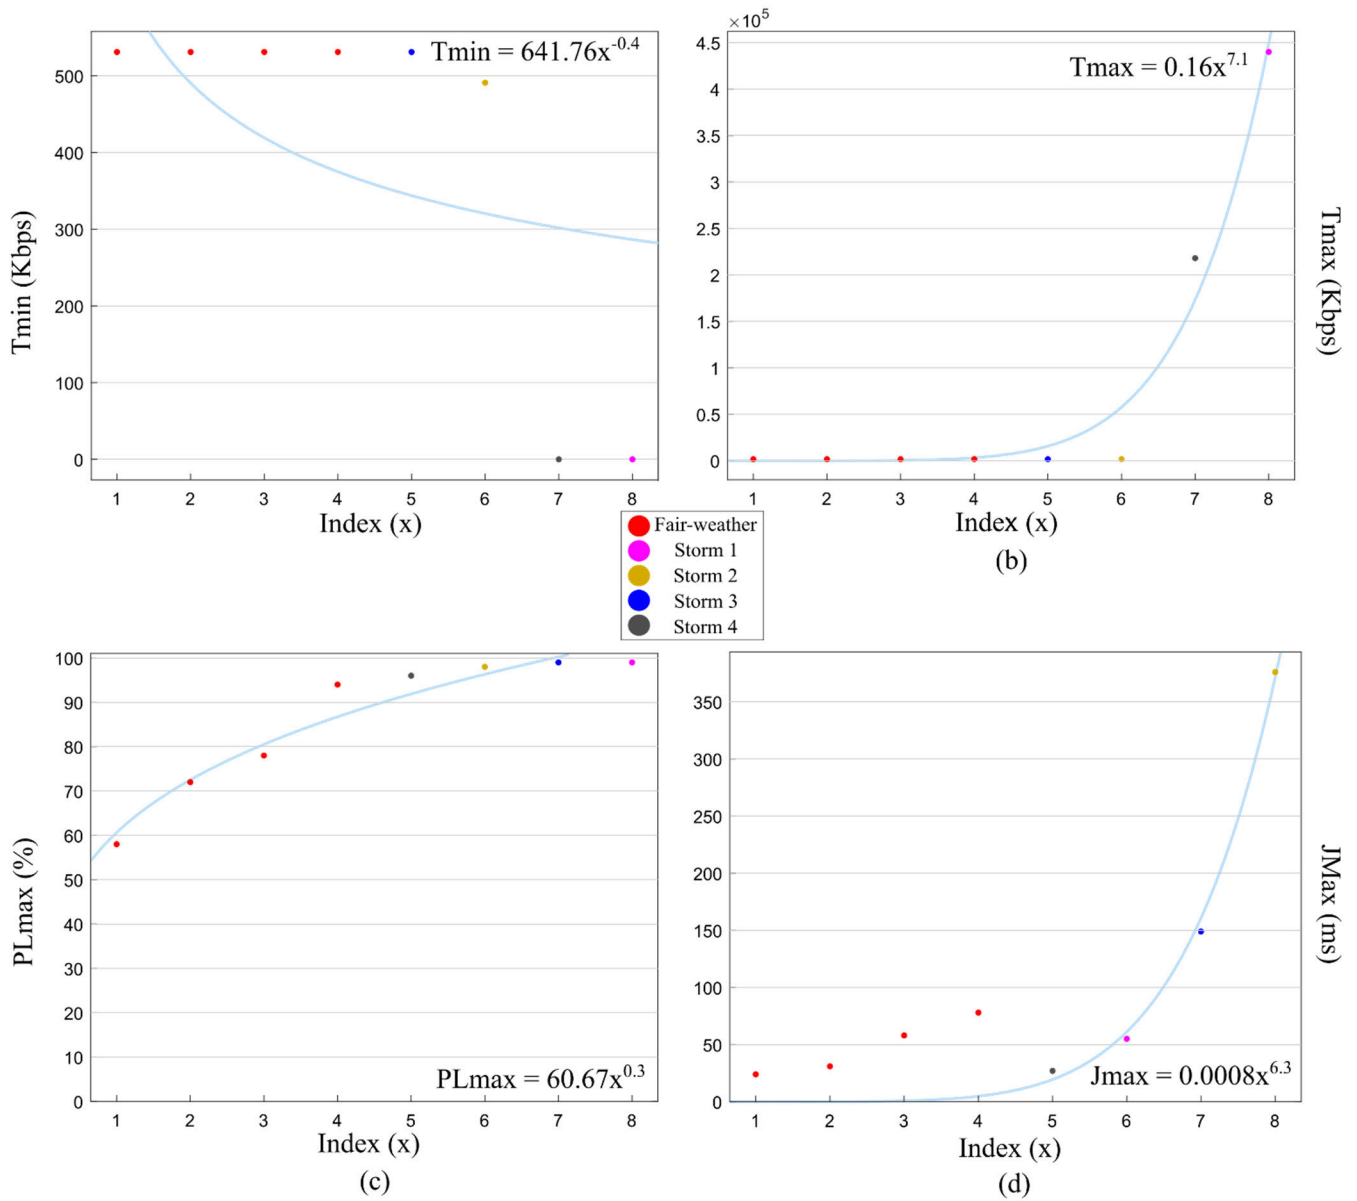 500
400
300
200
100
0
1 2 3 4 5 6 7 8
Tmin (Kbps)
Index (x)
Tmin = 641.76x^-0.4
×10^5
4.5
4
3.5
3
2.5
2
1.5
1
0.5
0
1 2 3 4 5 6 7 8
Tmax (Kbps)
Index (x)
Tmax = 0.16x^7.1
(b)
Fair-weather
Storm 1
Storm 2
Storm 3
Storm 4
100
90
80
70
60
50
40
30
20
10
0
1 2 3 4 5 6 7 8
PLmax (%)
Index (x)
PLmax = 60.67x^0.3
(c)
350
300
250
200
150
100
50
0
1 2 3 4 5 6 7 8
JMax (ms)
Index (x)
Jmax = 0.0008x^6.3
(d)